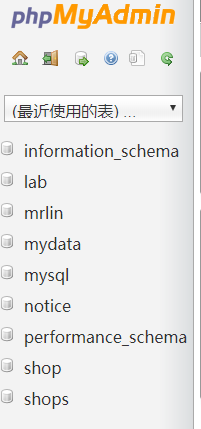 phpMyAdmin
(最近使用的表) ...
information_schema
lab
mrlin
mydata
mysql
notice
performance_schema
shop
shops